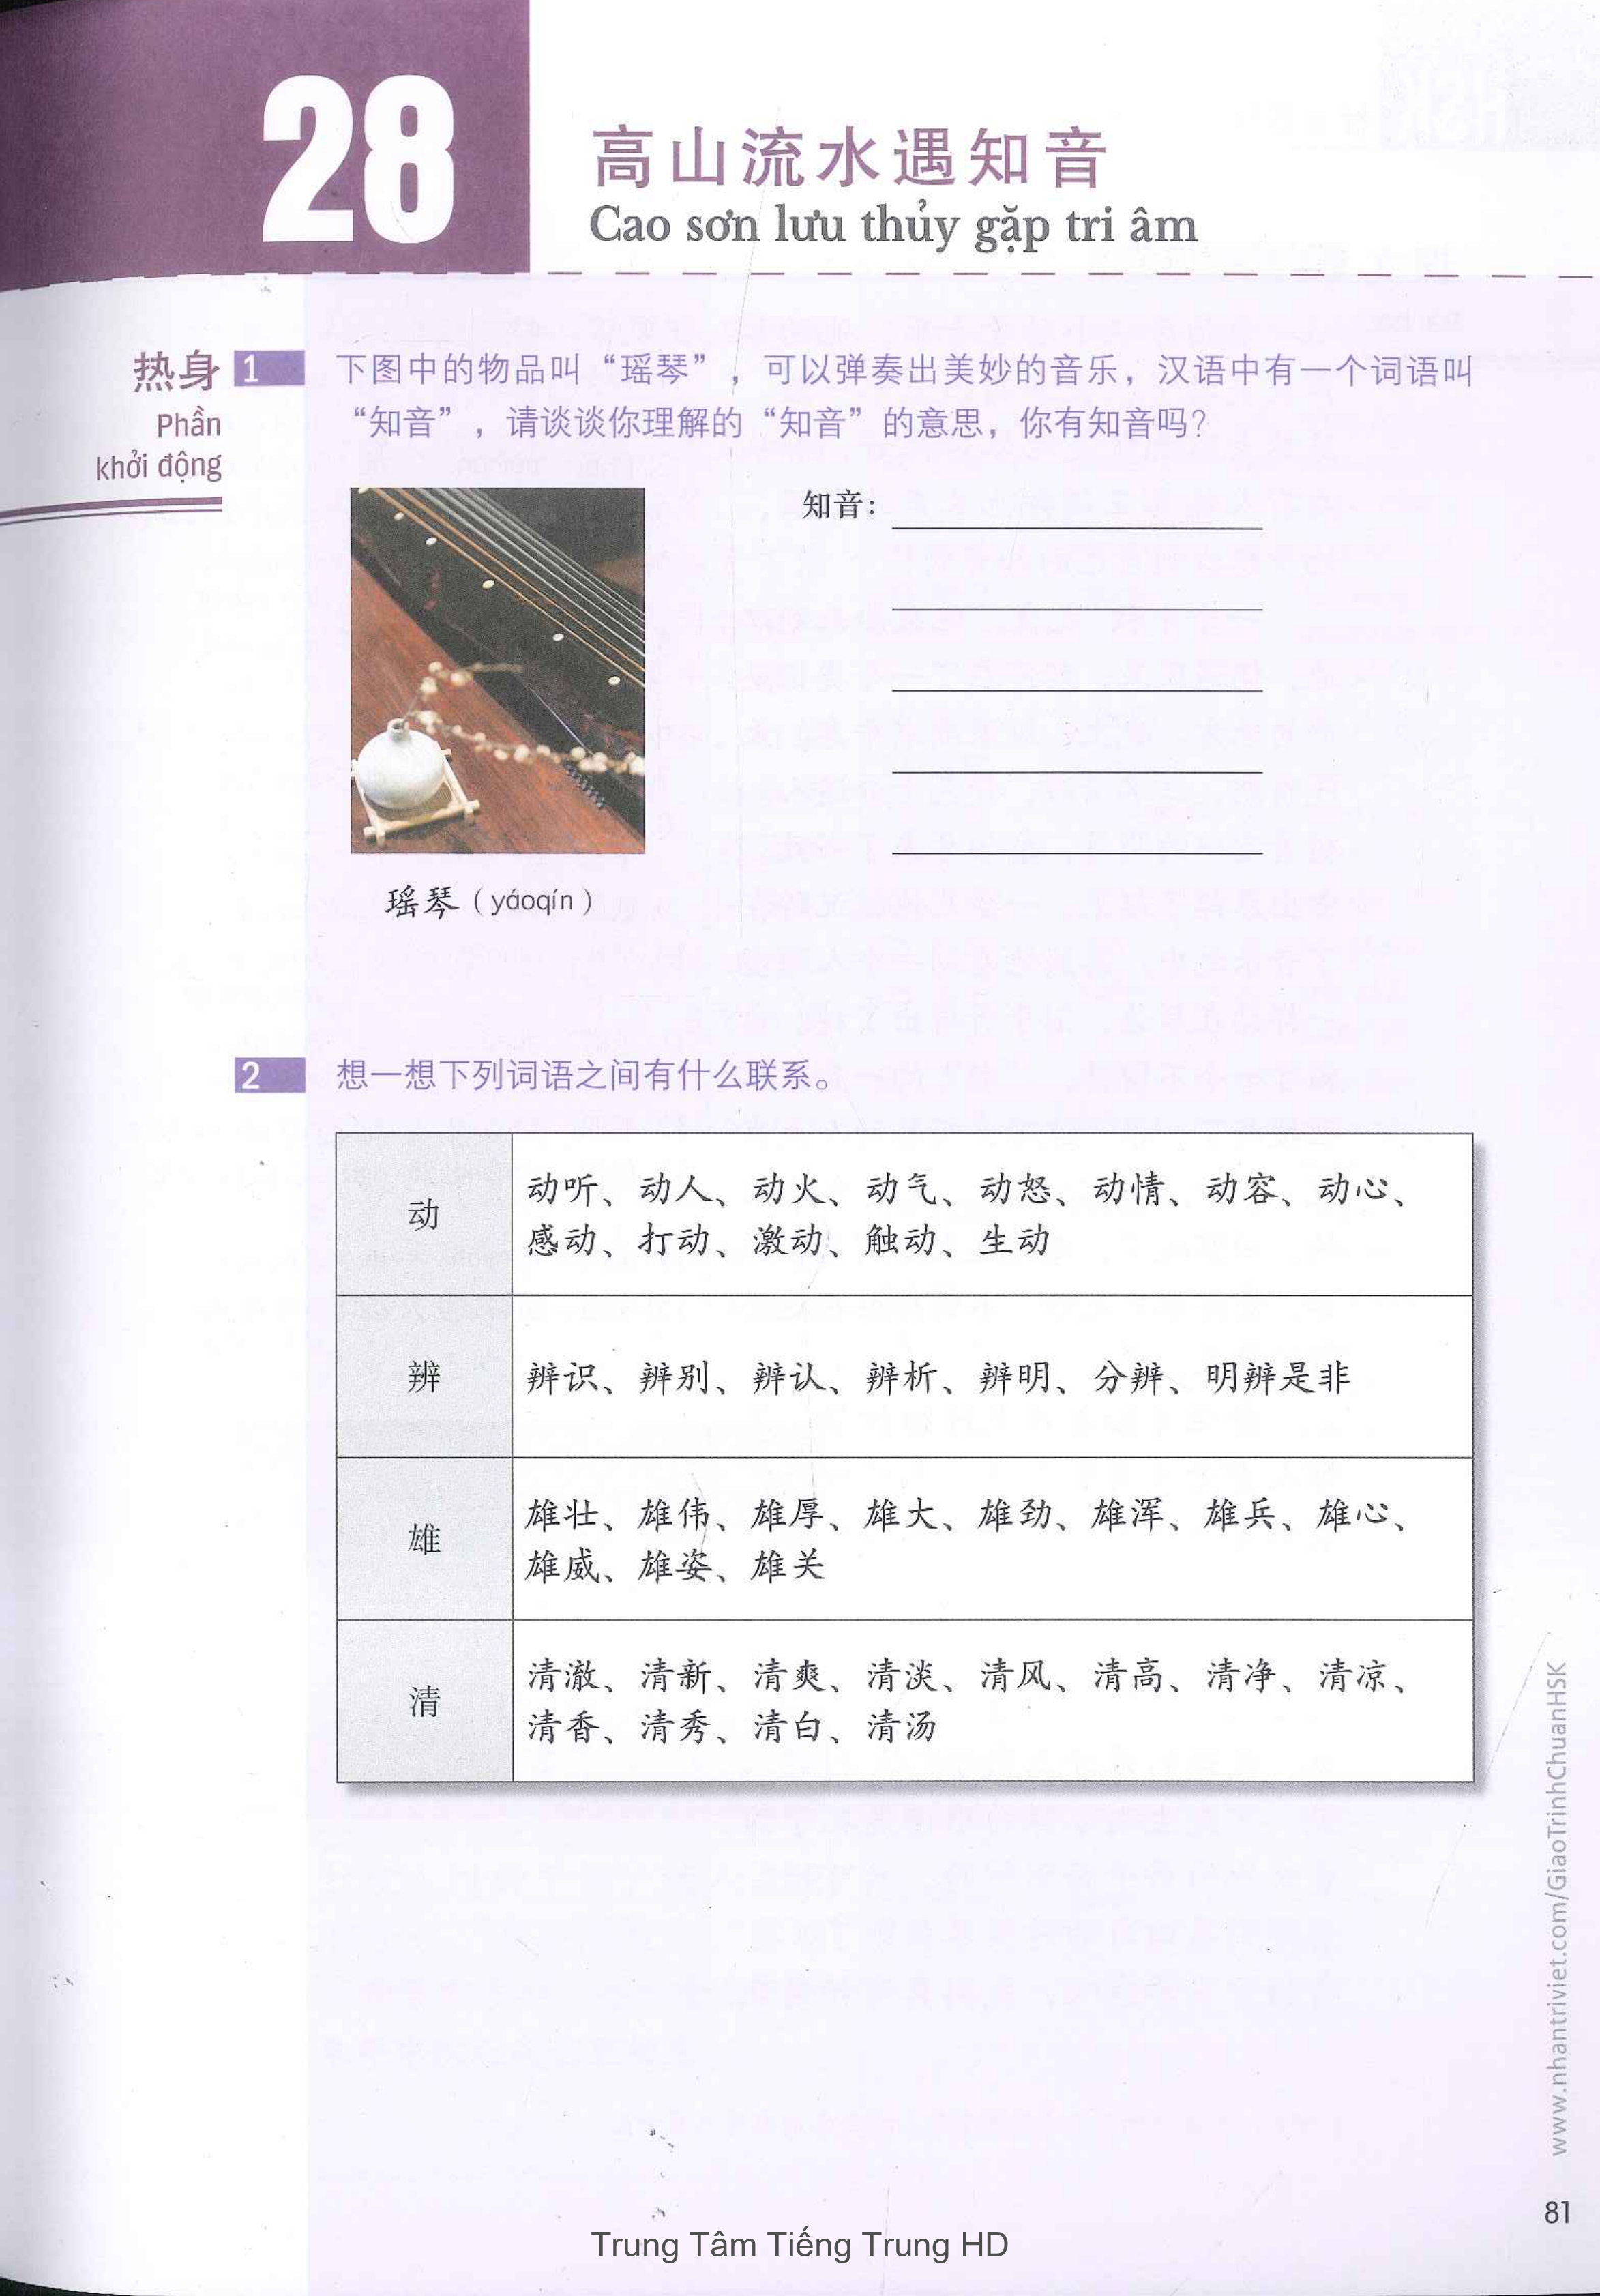 28
高山流水遇知音
Cao sơn lưu thủy gặp tri âm
热身
Phần
khởi động
1
下图中的物品叫“瑶琴”，可以弹奏出美妙的音乐，汉语中有一个词语叫
“知音”，请谈谈你理解的“知音”的意思，你有知音吗？
知音：
瑶琴（yáoqín）
2
想一想下列词语之间有什么联系。
动
动听、动人、动火、动气、动怒、动情、动容、动心、
感动、打动、激动、触动、生动
辨
辨识、辨别、辨认、辨析、辨明、分辨、明辨是非
雄
雄壮、雄伟、雄厚、雄大、雄劲、雄浑、雄兵、雄心、
雄威、雄姿、雄关
清
清澈、清新、清爽、清淡、清风、清高、清净、清凉、
清香、清秀、清白、清汤
www.nhantriviet.com/GiaoTrinhChuanHSK
81
Trung Tâm Tiếng Trung HD